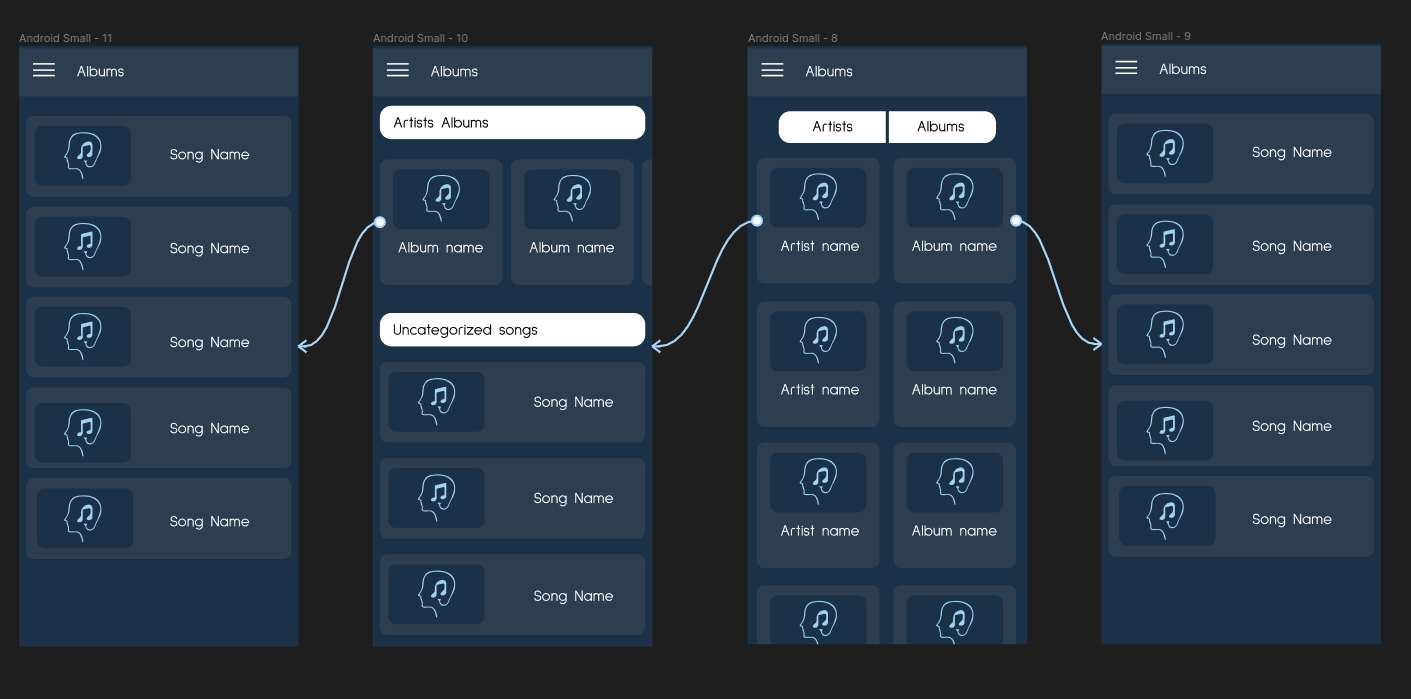 Android Small - 11
Albums
Song Name
Song Name
Song Name
Song Name
Song Name
Android Small - 10
Albums
Artists Albums
Album name
Album name
Uncategorized songs
Song Name
Song Name
Song Name
Android Small - 8
Albums
Artists
Albums
Artist name
Album name
Artist name
Album name
Artist name
Album name
Android Small - 9
Albums
Song Name
Song Name
Song Name
Song Name
Song Name